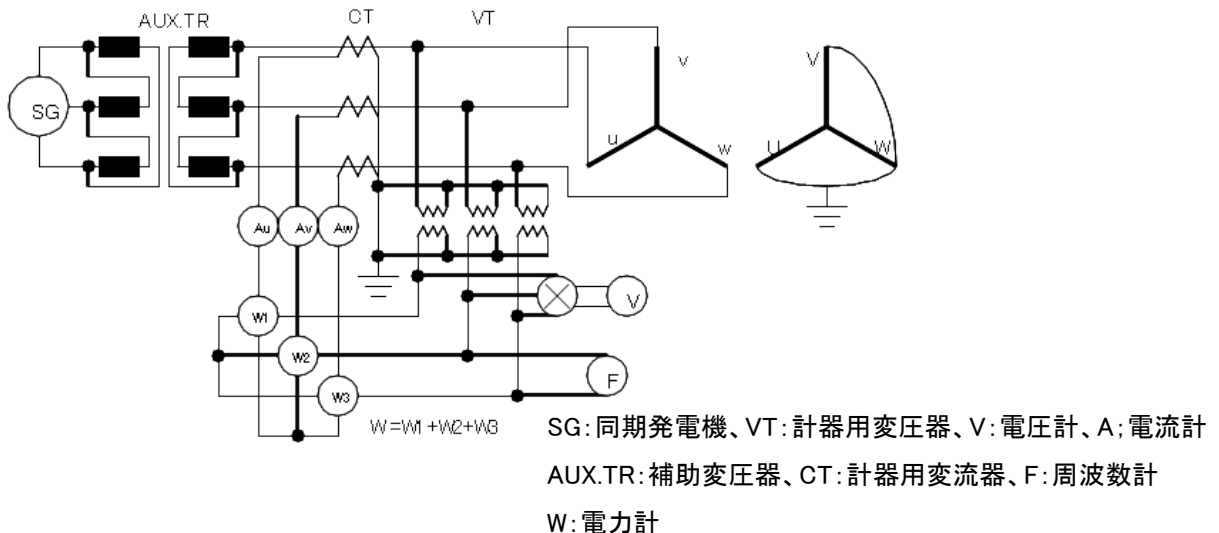 AUX.TR
CT
VT
SG
v
u
w
V
U
W
Au
Av
Aw
W1
V
W2
F
W3
W=W1+W2+W3
SG:同期発電機、VT:計器用変圧器、V:電圧計、A;電流計
AUX.TR:補助変圧器、CT:計器用変流器、F:周波数計
W:電力計